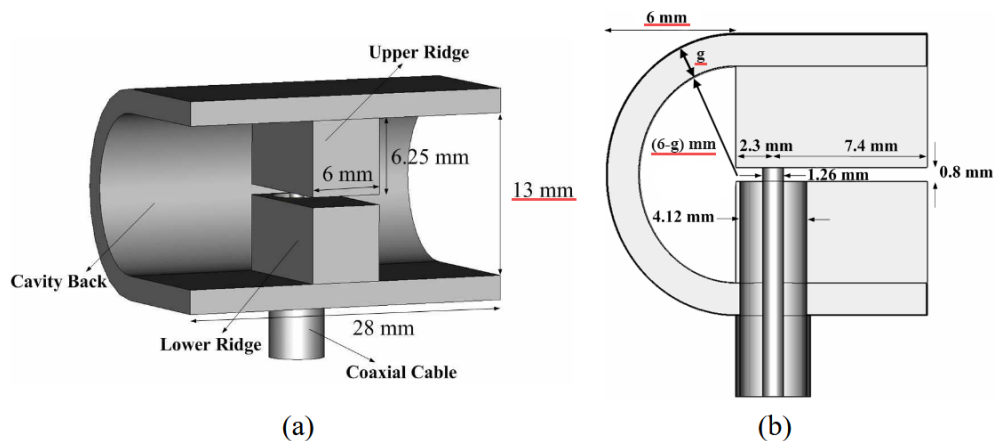 Upper Ridge
6.25 mm
6 mm
13 mm
Cavity Back
28 mm
Lower Ridge
Coaxial Cable
(a)
6 mm
g
(6-g) mm
2.3 mm
7.4 mm
1.26 mm
0.8 mm
4.12 mm
(b)